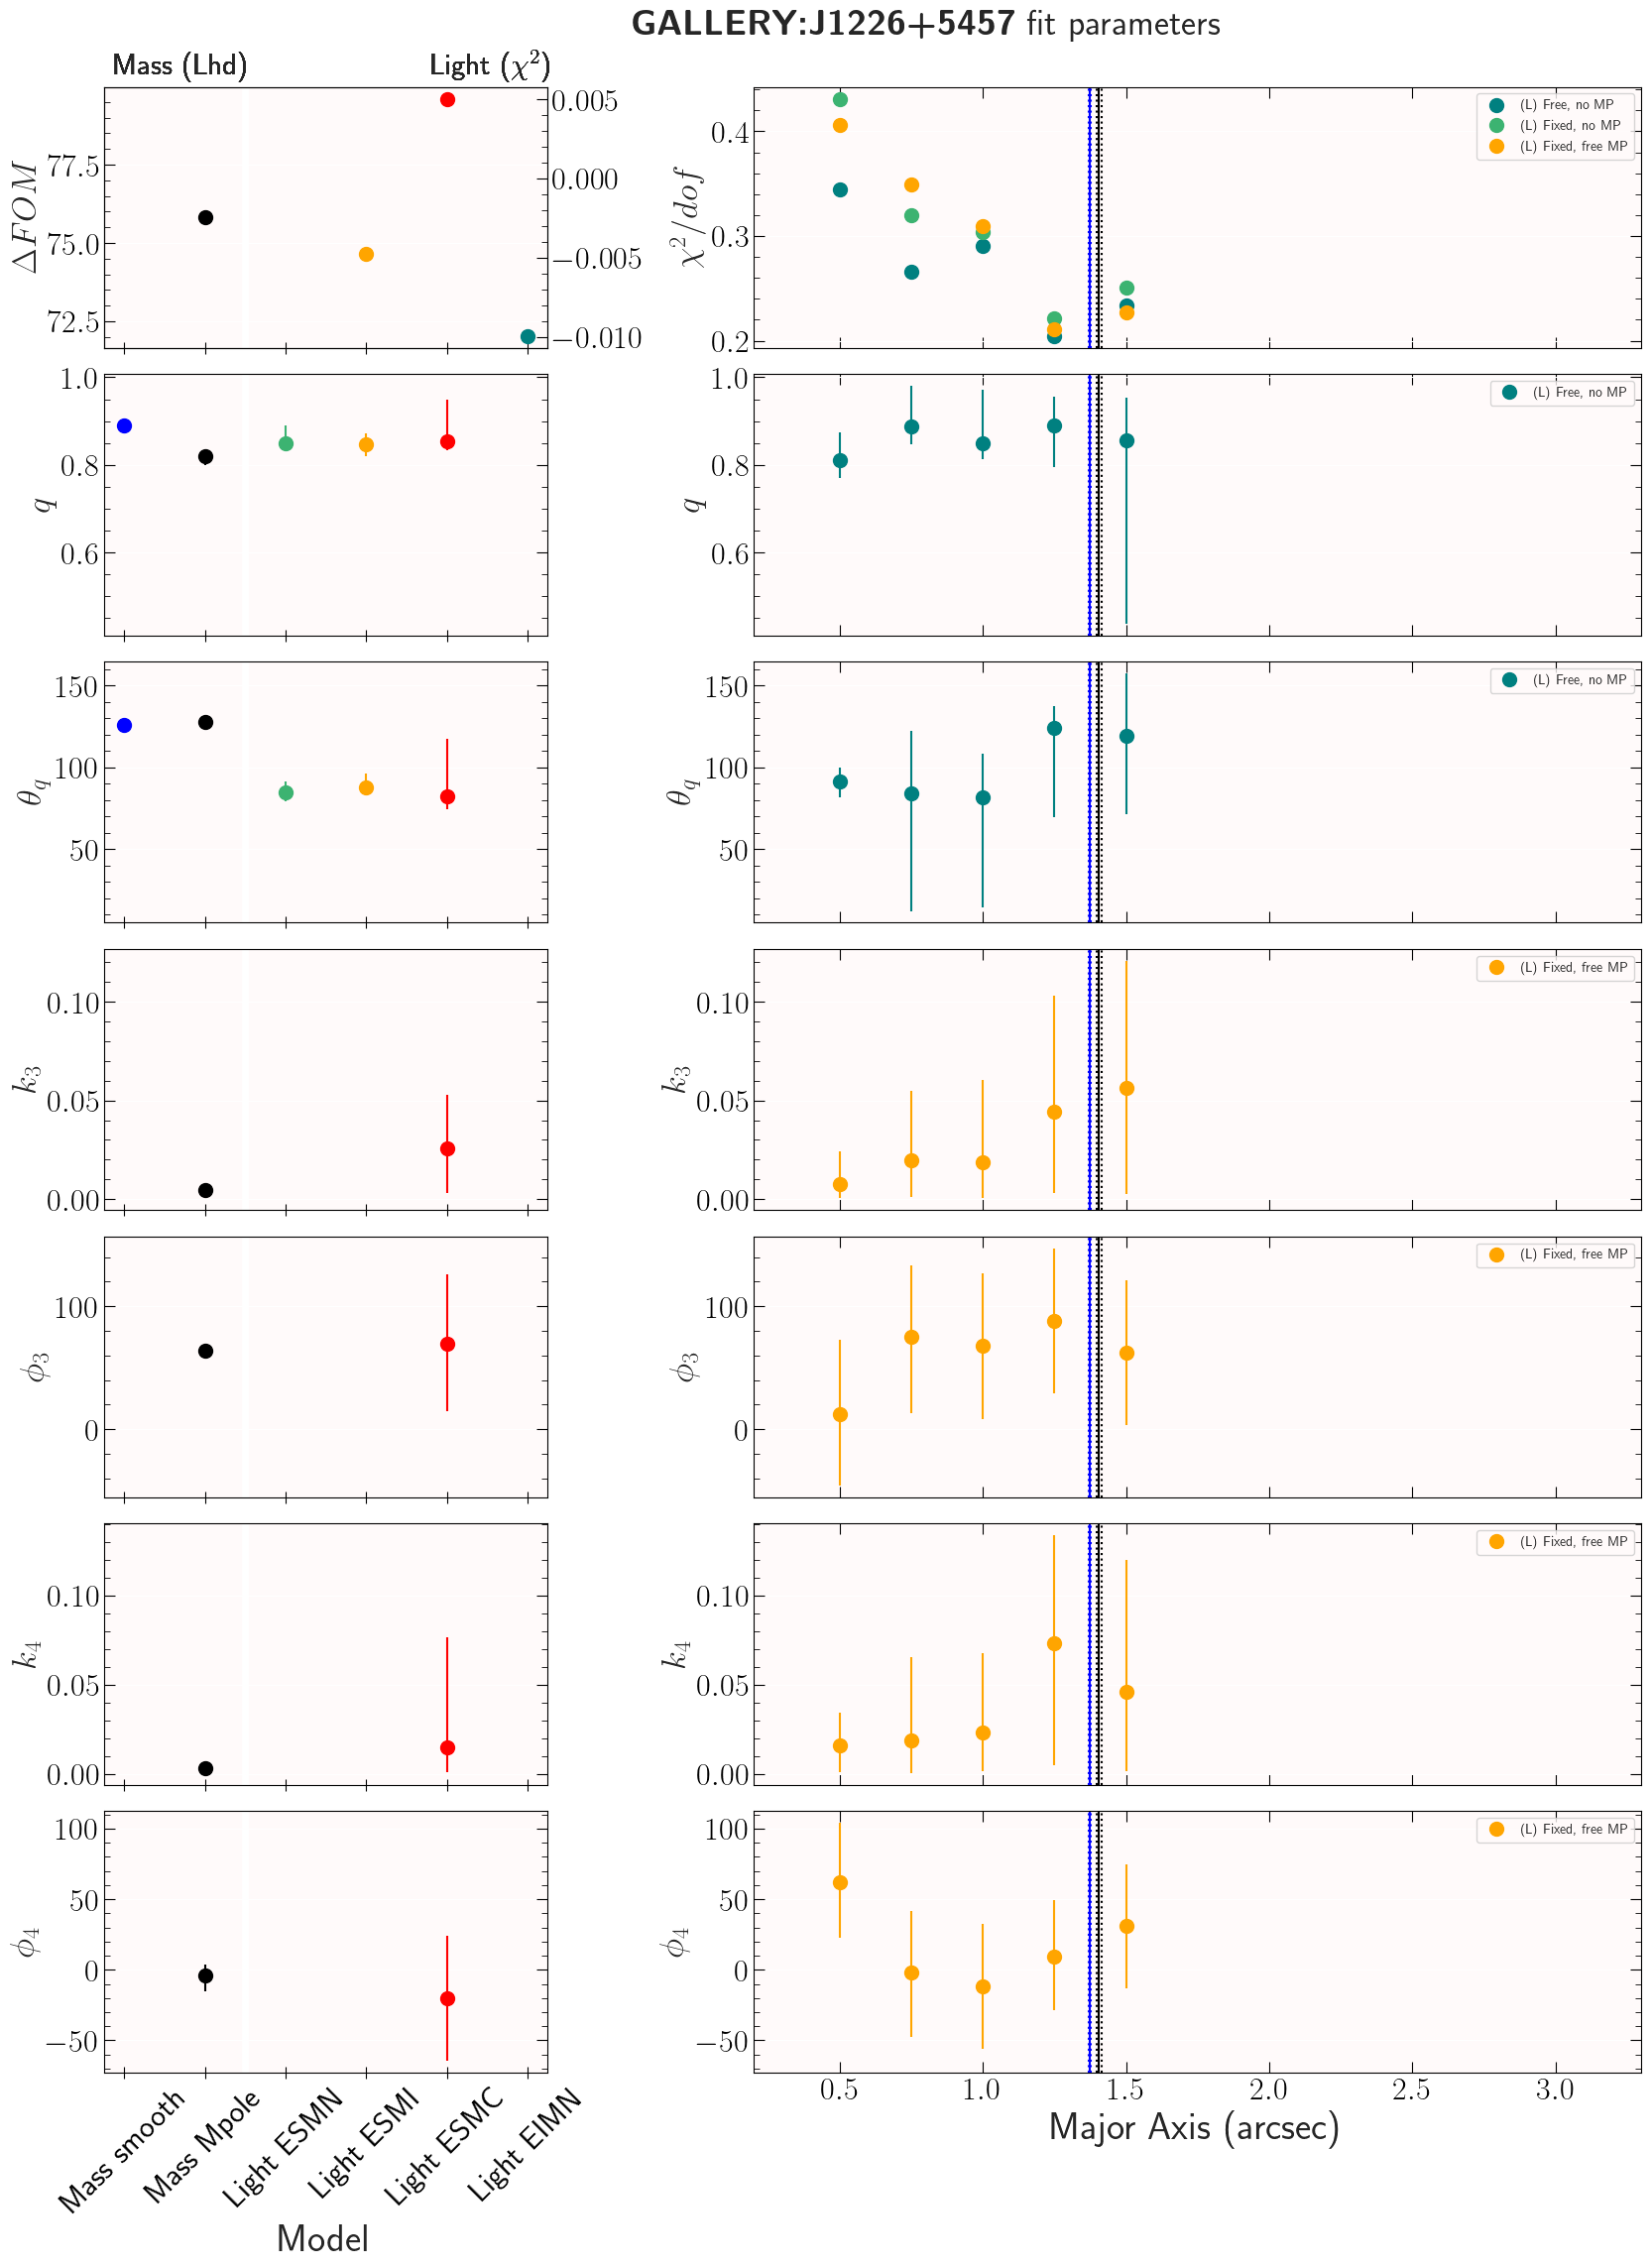 GALLERY:J1226+5457 fit parameters
Mass (Lhd)
Light (χ²)
ΔFOM
77.5
75.0
72.5
0.005
0.000
−0.005
−0.010
χ²/dof
0.4
0.3
0.2
(L) Free, no MP
(L) Fixed, no MP
(L) Fixed, free MP
q
1.0
0.8
0.6
q
1.0
0.8
0.6
(L) Free, no MP
θq
150
100
50
θq
150
100
50
(L) Free, no MP
k₃
0.10
0.05
0.00
k₃
0.10
0.05
0.00
(L) Fixed, free MP
ϕ₃
100
0
ϕ₃
100
0
(L) Fixed, free MP
k₄
0.10
0.05
0.00
k₄
0.10
0.05
0.00
(L) Fixed, free MP
ϕ₄
100
50
0
−50
ϕ₄
100
50
0
−50
(L) Fixed, free MP
Mass smooth
Mass Mpole
Light ESMN
Light ESMI
Light ESMC
Light EIMN
Model
0.5 1.0 1.5 2.0 2.5 3.0
Major Axis (arcsec)